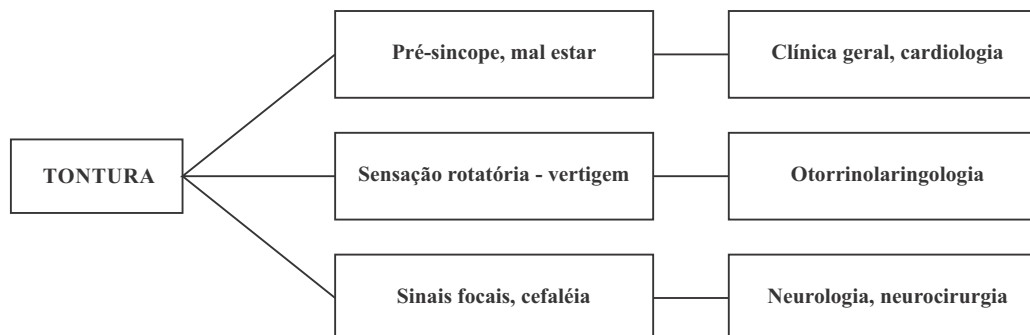 Pré-sincope, mal estar
Clínica geral, cardiologia
TONTURA
Sensação rotatória - vertigem
Otorrinolaringologia
Sinais focais, cefaléia
Neurologia, neurocirurgia